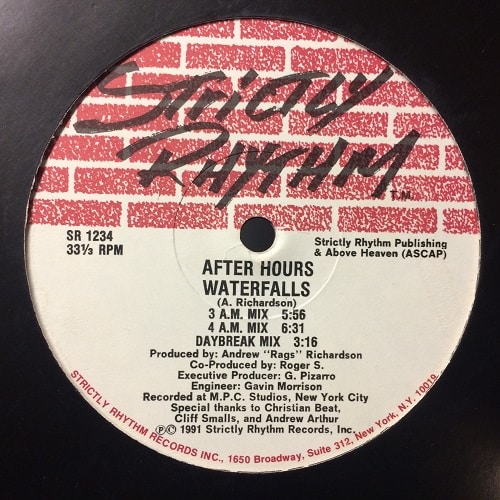 STRICTLY
RHYTHM
T.M.
SR 1234
33⅓ RPM
Strictly Rhythm Publishing
& Above Heaven (ASCAP)
AFTER HOURS
WATERFALLS
(A. Richardson)
3 A.M. MIX 5:56
4 A.M. MIX 6:31
DAYBREAK MIX 3:16
Produced by: Andrew "Rags" Richardson
Co-Produced by: Roger S.
Executive Producer: G. Pizarro
Engineer: Gavin Morrison
Recorded at M.P.C. Studios, New York City
Special thanks to Christian Beat,
Cliff Smalls, and Andrew Arthur
℗© 1991 Strictly Rhythm Records, Inc.
STRICTLY RHYTHM RECORDS INC., 1650 Broadway, Suite 312, New York, N.Y. 10019